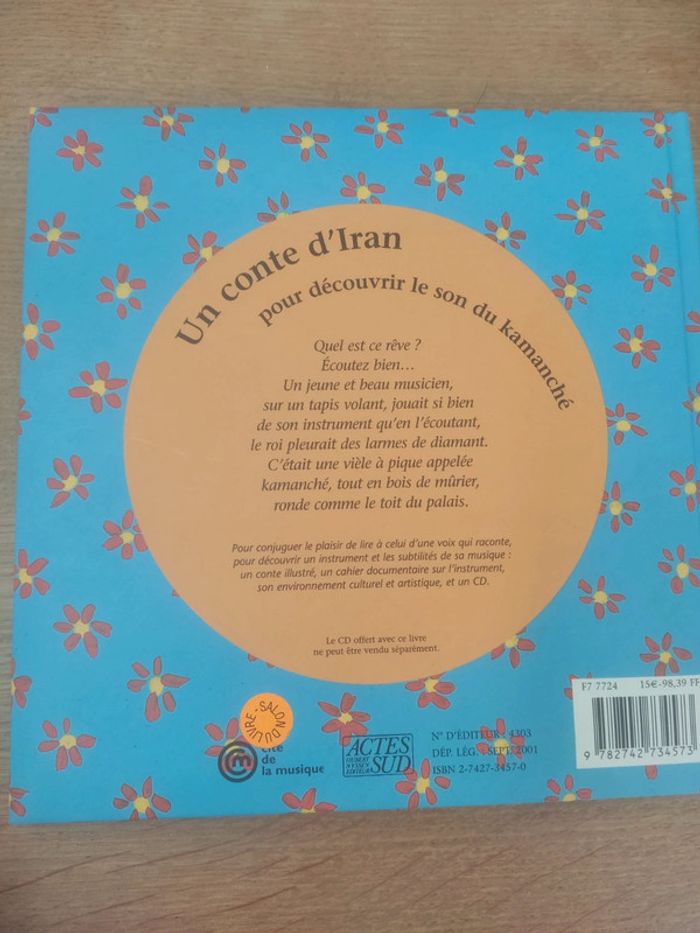 Un conte d'Iran
pour découvrir le son du kamanché
Quel est ce rêve ?
Écoutez bien…
Un jeune et beau musicien,
sur un tapis volant, jouait si bien
de son instrument qu'en l'écoutant,
le roi pleurait des larmes de diamant.
C'était une vièle à pique appelée
kamanché, tout en bois de mûrier,
ronde comme le toit du palais.
Pour conjuguer le plaisir de lire à celui d'une voix qui raconte,
pour découvrir un instrument et les subtilités de sa musique :
un conte illustré, un cahier documentaire sur l'instrument,
son environnement culturel et artistique, et un CD.
Le CD offert avec ce livre
ne peut être vendu séparément.
SALON DU LIVRE
cité
de
la musique
ACTES
HUBERT
NYSSEN
ÉDITEUR
SUD
N° D'ÉDITEUR : 4303
DÉP. LÉG. : SEPT. 2001
ISBN 2-7427-3457-0
F7 7724 15€-98,39 FF
9 782742 734573